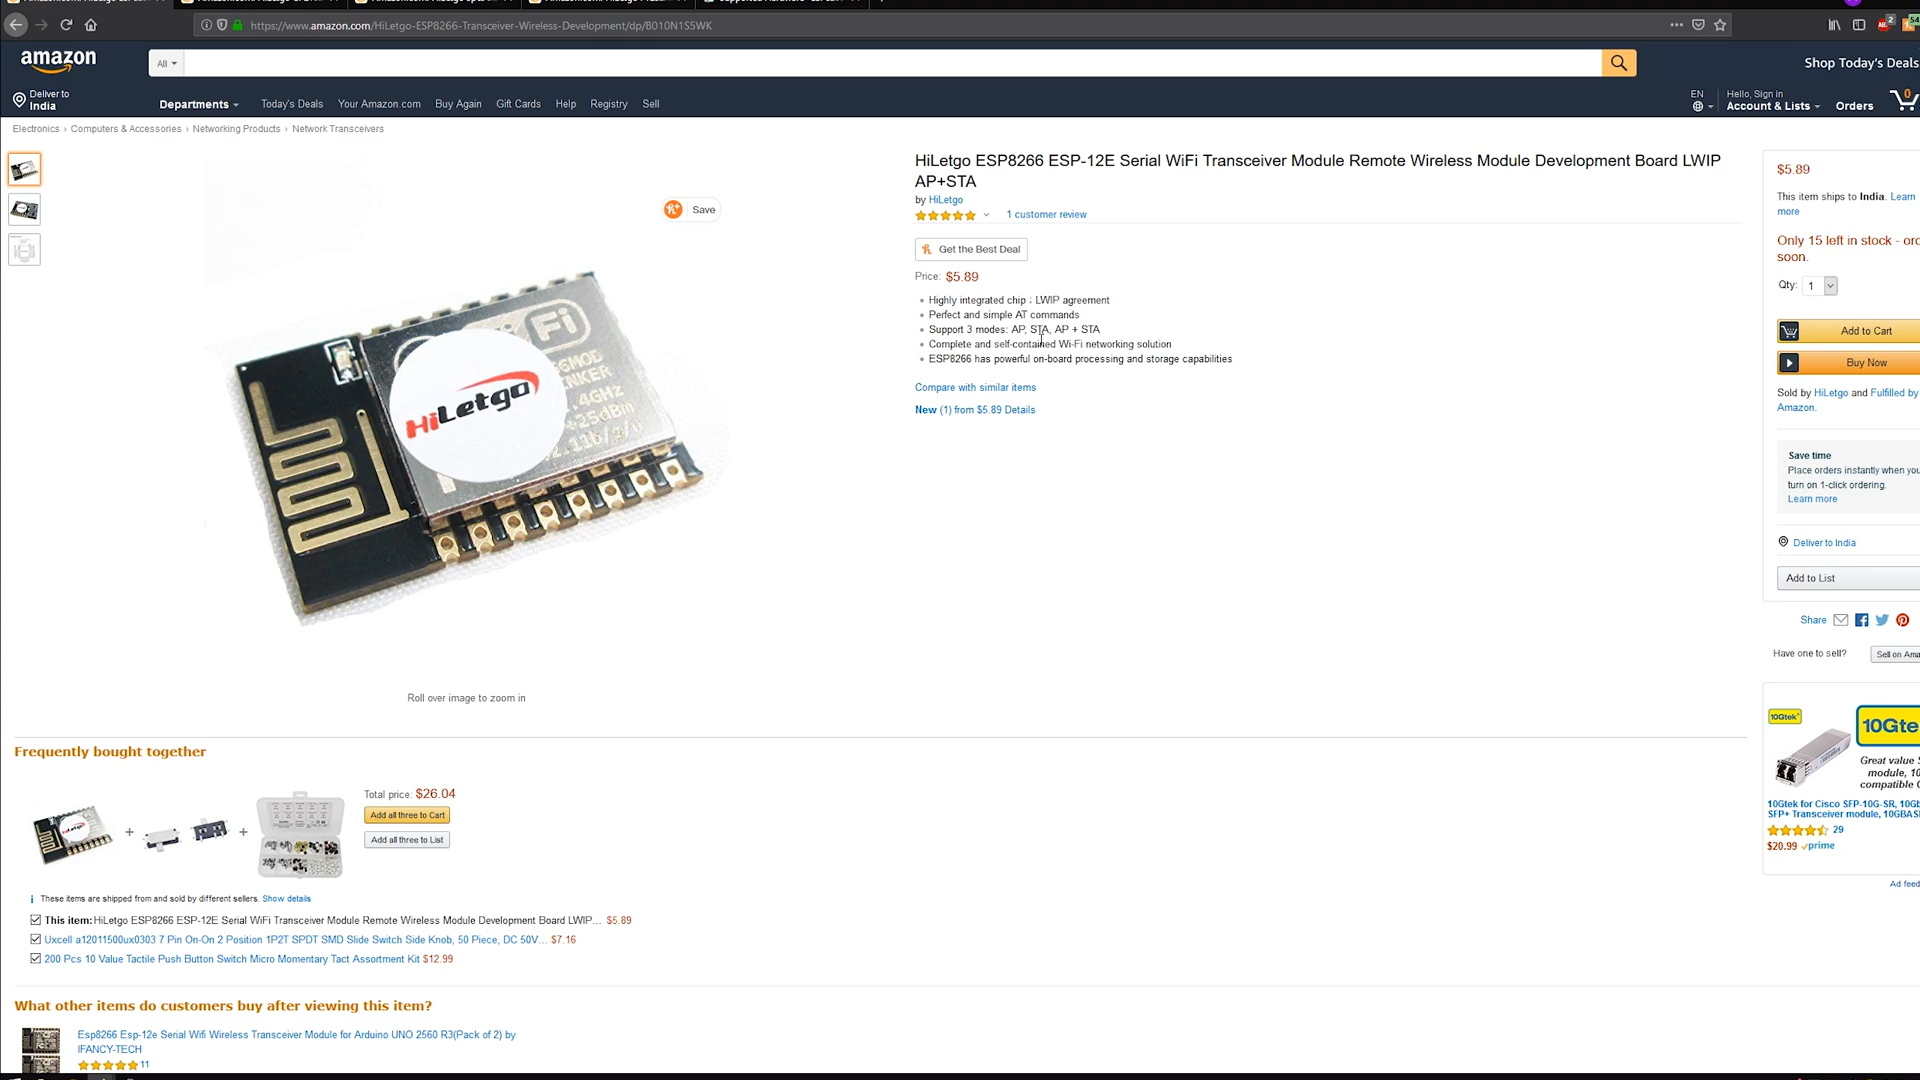 https://www.amazon.com/HiLetgo-ESP8266-Transceiver-Wireless-Development/dp/B010N1S5WK
amazon
All
Shop Today's Deals
Deliver to
India
Departments
Today's Deals
Your Amazon.com
Buy Again
Gift Cards
Help
Registry
Sell
EN
Hello, Sign in
Account & Lists
Orders
0
Electronics › Computers & Accessories › Networking Products › Network Transceivers
Save
HiLetgo
HiLetgo ESP8266 ESP-12E Serial WiFi Transceiver Module Remote Wireless Module Development Board LWIP
AP+STA
by HiLetgo
1 customer review
Get the Best Deal
Price: $5.89
Highly integrated chip ; LWIP agreement
Perfect and simple AT commands
Support 3 modes: AP, STA, AP + STA
Complete and self-contained Wi-Fi networking solution
ESP8266 has powerful on-board processing and storage capabilities
Compare with similar items
New (1) from $5.89 Details
Roll over image to zoom in
$5.89
This item ships to India. Learn
more
Only 15 left in stock -
soon.
Qty: 1
Add to Cart
Buy Now
Sold by HiLetgo and Fulfilled by
Amazon.
Save time
Place orders instantly when you
turn on 1-click ordering.
Learn more
Deliver to India
Add to List
Share
Have one to sell?
Sell on
10Gtek
10Gte
Great value
module,
compatible
10Gtek for Cisco SFP-10G-SR,
SFP+ Transceiver module,
29
$20.99 prime
Ad feed
Frequently bought together
Total price: $26.04
Add all three to Cart
Add all three to List
These items are shipped from and sold by different sellers. Show details
This item: HiLetgo ESP8266 ESP-12E Serial WiFi Transceiver Module Remote Wireless Module Development Board LWIP… $5.89
Uxcell a12011500ux0303 7 Pin On-On 2 Position 1P2T SPDT SMD Slide Switch Side Knob, 50 Piece, DC 50V… $7.16
200 Pcs 10 Value Tactile Push Button Switch Micro Momentary Tact Assortment Kit $12.99
What other items do customers buy after viewing this item?
Esp8266 Esp-12e Serial Wifi Wireless Transceiver Module for Arduino UNO 2560 R3(Pack of 2) by
IFANCY-TECH
11